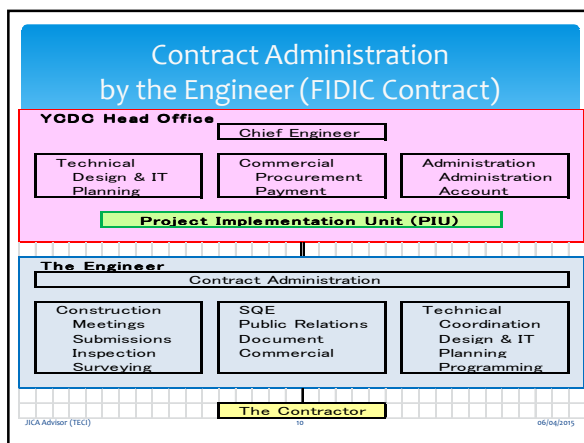 Contract Administration
by the Engineer (FIDIC Contract)
YCDC Head Office
Chief Engineer
Technical
Design & IT
Planning
Commercial
Procurement
Payment
Administration
Administration
Account
Project Implementation Unit (PIU)
The Engineer
Contract Administration
Construction
Meetings
Submissions
Inspection
Surveying
SQE
Public Relations
Document
Commercial
Technical
Coordination
Design & IT
Planning
Programming
The Contractor
JICA Advisor (TECI)
10
06/04/2015